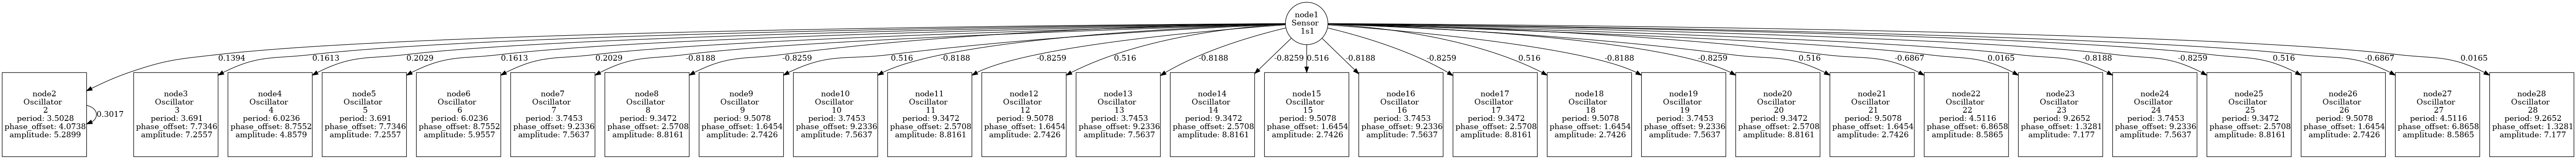 node1
Sensor
1s1
0.1394
0.1613
0.2029
0.1613
0.2029
-0.8188
-0.8259
0.516
-0.8188
-0.8259
0.516
-0.8188
-0.8259
0.516
-0.8188
-0.8259
0.516
-0.8188
-0.8259
0.516
-0.6867
0.0165
-0.8188
-0.8259
0.516
-0.6867
0.0165
node2
Oscillator
2
period: 3.5028
phase_offset: 4.0738
amplitude: 5.2899
0.3017
node3
Oscillator
3
period: 3.691
phase_offset: 7.7346
amplitude: 7.2557
node4
Oscillator
4
period: 6.0236
phase_offset: 8.7552
amplitude: 4.8579
node5
Oscillator
5
period: 3.691
phase_offset: 7.7346
amplitude: 7.2557
node6
Oscillator
6
period: 6.0236
phase_offset: 8.7552
amplitude: 5.9557
node7
Oscillator
7
period: 3.7453
phase_offset: 9.2336
amplitude: 7.5637
node8
Oscillator
8
period: 9.3472
phase_offset: 2.5708
amplitude: 8.8161
node9
Oscillator
9
period: 9.5078
phase_offset: 1.6454
amplitude: 2.7426
node10
Oscillator
10
period: 3.7453
phase_offset: 9.2336
amplitude: 7.5637
node11
Oscillator
11
period: 9.3472
phase_offset: 2.5708
amplitude: 8.8161
node12
Oscillator
12
period: 9.5078
phase_offset: 1.6454
amplitude: 2.7426
node13
Oscillator
13
period: 3.7453
phase_offset: 9.2336
amplitude: 7.5637
node14
Oscillator
14
period: 9.3472
phase_offset: 2.5708
amplitude: 8.8161
node15
Oscillator
15
period: 9.5078
phase_offset: 1.6454
amplitude: 2.7426
node16
Oscillator
16
period: 3.7453
phase_offset: 9.2336
amplitude: 7.5637
node17
Oscillator
17
period: 9.3472
phase_offset: 2.5708
amplitude: 8.8161
node18
Oscillator
18
period: 9.5078
phase_offset: 1.6454
amplitude: 2.7426
node19
Oscillator
19
period: 3.7453
phase_offset: 9.2336
amplitude: 7.5637
node20
Oscillator
20
period: 9.3472
phase_offset: 2.5708
amplitude: 8.8161
node21
Oscillator
21
period: 9.5078
phase_offset: 1.6454
amplitude: 2.7426
node22
Oscillator
22
period: 4.5116
phase_offset: 6.8658
amplitude: 8.5865
node23
Oscillator
23
period: 9.2652
phase_offset: 1.3281
amplitude: 7.177
node24
Oscillator
24
period: 3.7453
phase_offset: 9.2336
amplitude: 7.5637
node25
Oscillator
25
period: 9.3472
phase_offset: 2.5708
amplitude: 8.8161
node26
Oscillator
26
period: 9.5078
phase_offset: 1.6454
amplitude: 2.7426
node27
Oscillator
27
period: 4.5116
phase_offset: 6.8658
amplitude: 8.5865
node28
Oscillator
28
period: 9.2652
phase_offset: 1.3281
amplitude: 7.177